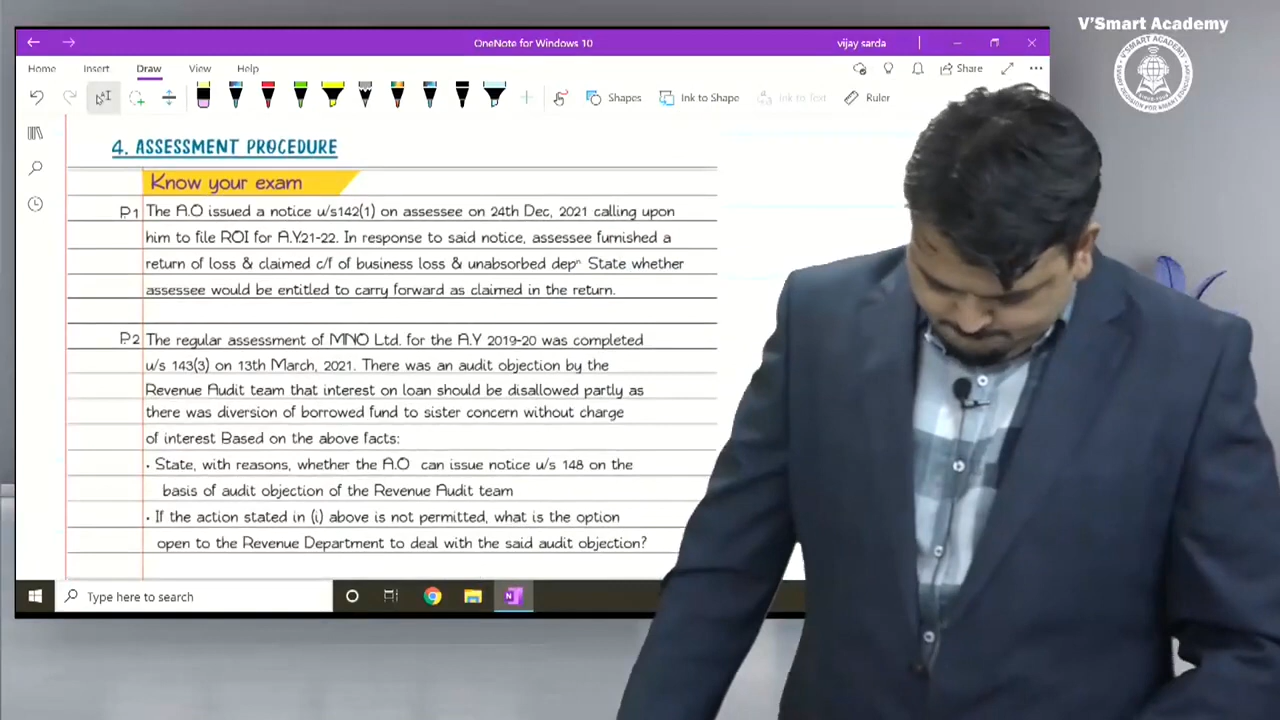 V'Smart Academy
OneNote for Windows 10
vijay sarda
Home Insert Draw View Help
Share
Shapes
Ink to Shape
Ink to Text
Ruler
4. ASSESSMENT PROCEDURE
Know your exam
P1 The A.O issued a notice u/s142(1) on assessee on 24th Dec, 2021 calling upon
him to file ROI for A.Y.21-22. In response to said notice, assessee furnished a
return of loss & claimed c/f of business loss & unabsorbed depⁿ State whether
assessee would be entitled to carry forward as claimed in the return.
P2 The regular assessment of MNO Ltd. for the A.Y 2019-20 was completed
u/s 143(3) on 13th March, 2021. There was an audit objection by the
Revenue Audit team that interest on loan should be disallowed partly as
there was diversion of borrowed fund to sister concern without charge
of interest Based on the above facts:
• State, with reasons, whether the A.O can issue notice u/s 148 on the
basis of audit objection of the Revenue Audit team
• If the action stated in (i) above is not permitted, what is the option
open to the Revenue Department to deal with the said audit objection?
Type here to search